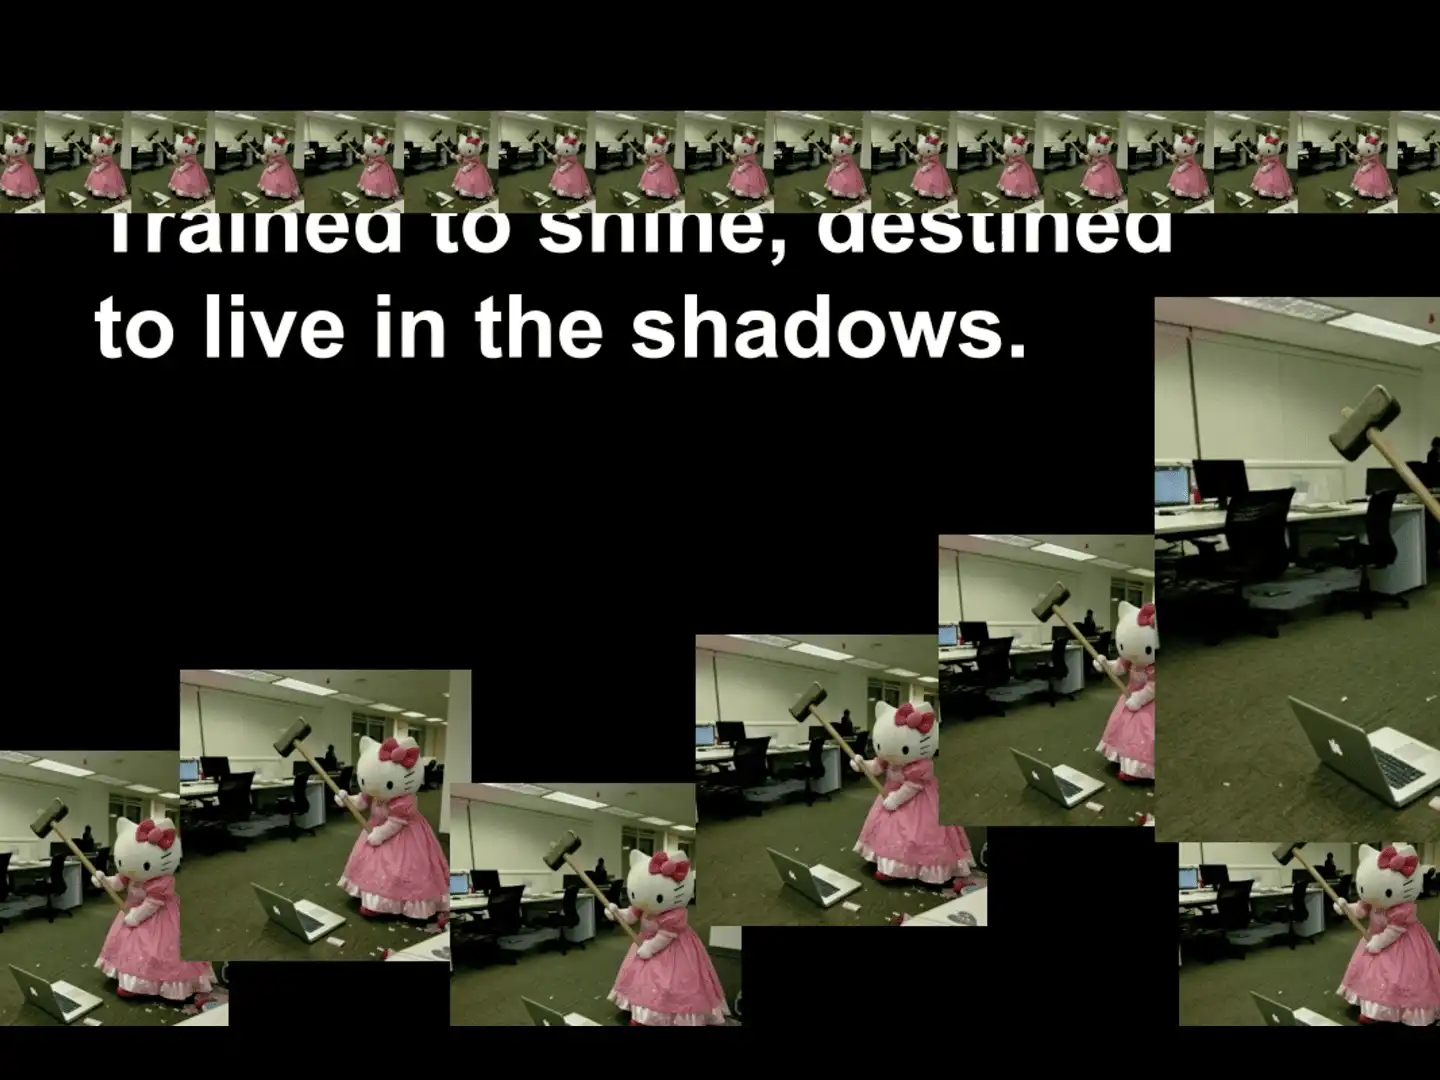 Trained to shine, destined
to live in the shadows.